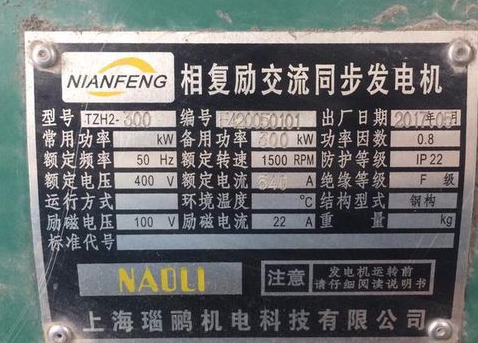 NIANFENG 相复励交流同步发电机
型号 TZH2-300 编号 出厂日期 2017年 月
常用功率 kW 备用功率 300 kW 功率因数 0.8
额定频率 50 Hz 额定转速 1500 RPM 防护等级 IP22
额定电压 400 V 额定电流 540 A 绝缘等级 F 级
运行方式 环境温度 ℃ 结构型式 钢构
励磁电压 100 V 励磁电流 22 A 重量 kg
标准代号
NAOLI 注意 发电机运转前
请仔细阅读说明书
上海瑙鹂机电科技有限公司